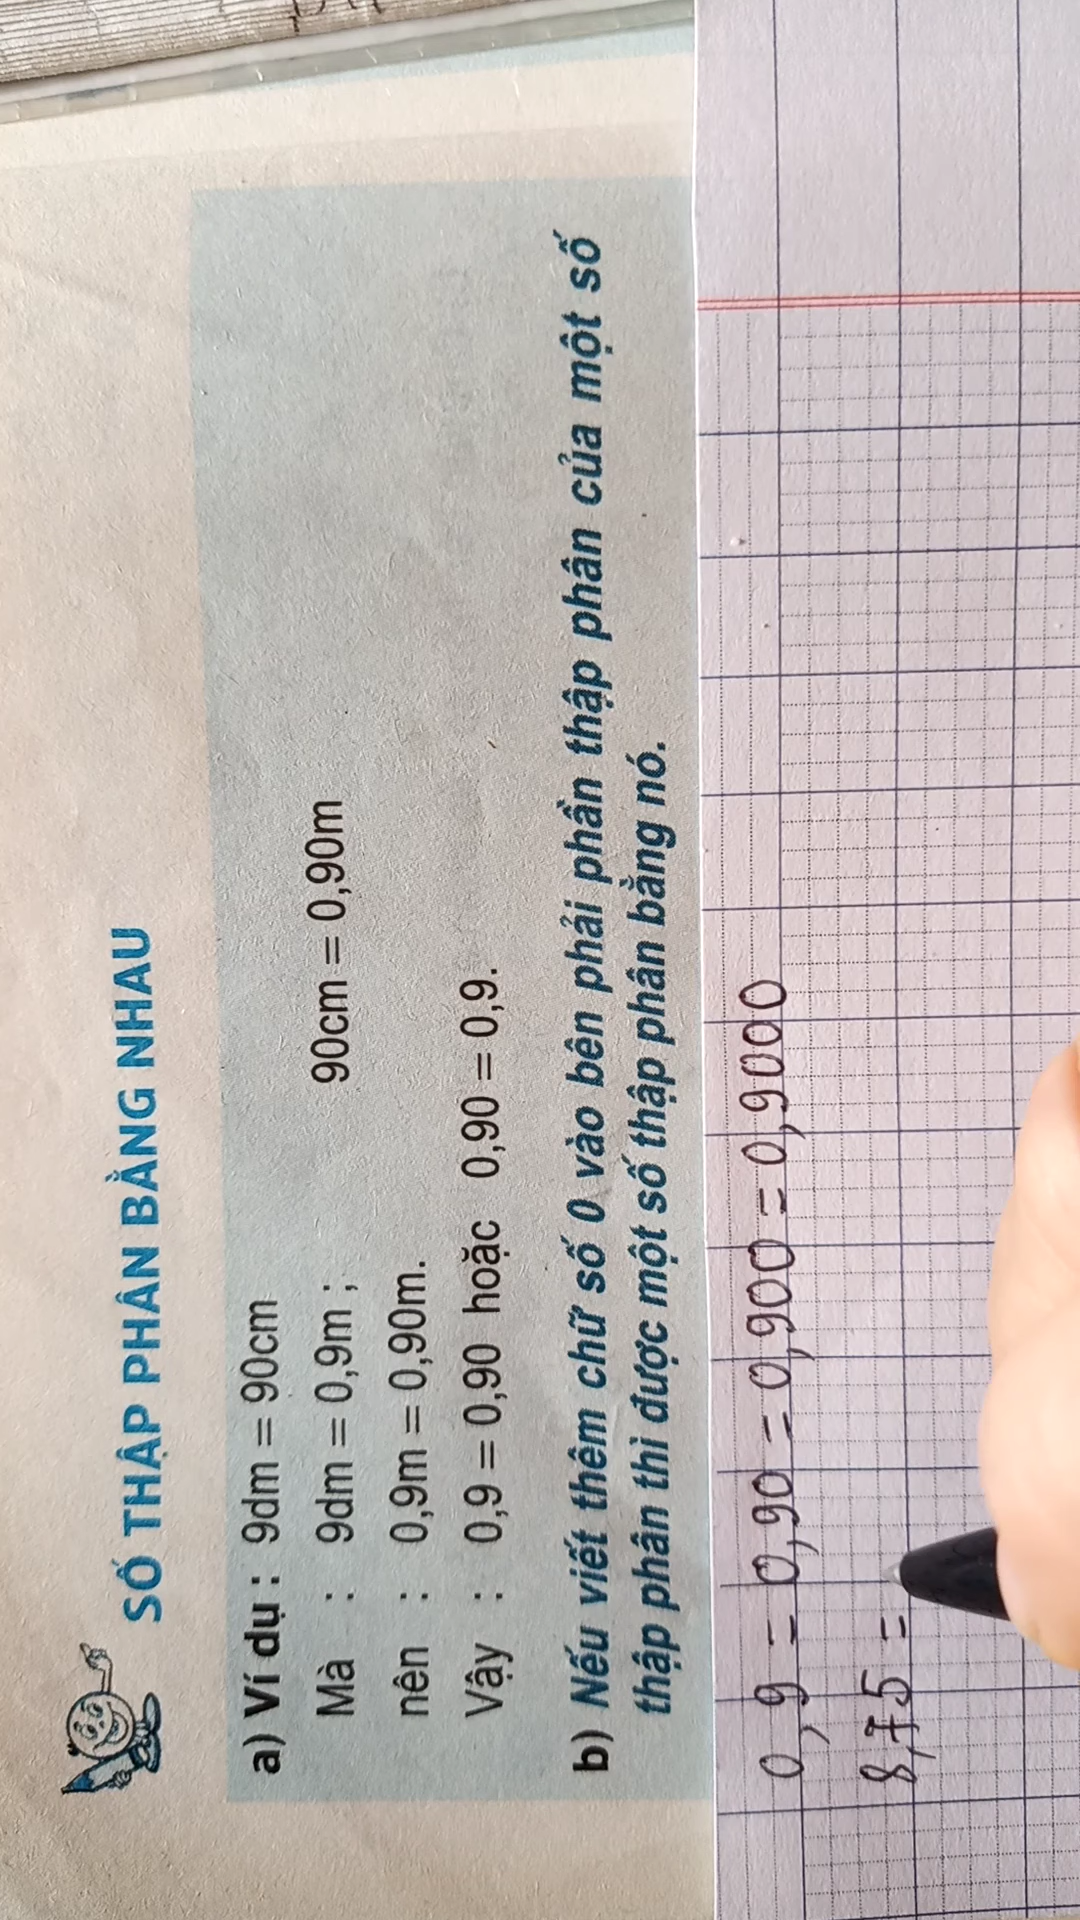 SỐ THẬP PHÂN BẰNG NHAU
a) Ví dụ : 9dm = 90cm
Mà : 9dm = 0,9m ; 90cm = 0,90m
nên : 0,9m = 0,90m.
Vậy : 0,9 = 0,90 hoặc 0,90 = 0,9.
b) Nếu viết thêm chữ số 0 vào bên phải phần thập phân của một số
thập phân thì được một số thập phân bằng nó.
0,9 = 0,90 = 0,900 = 0,9000
8,75 =